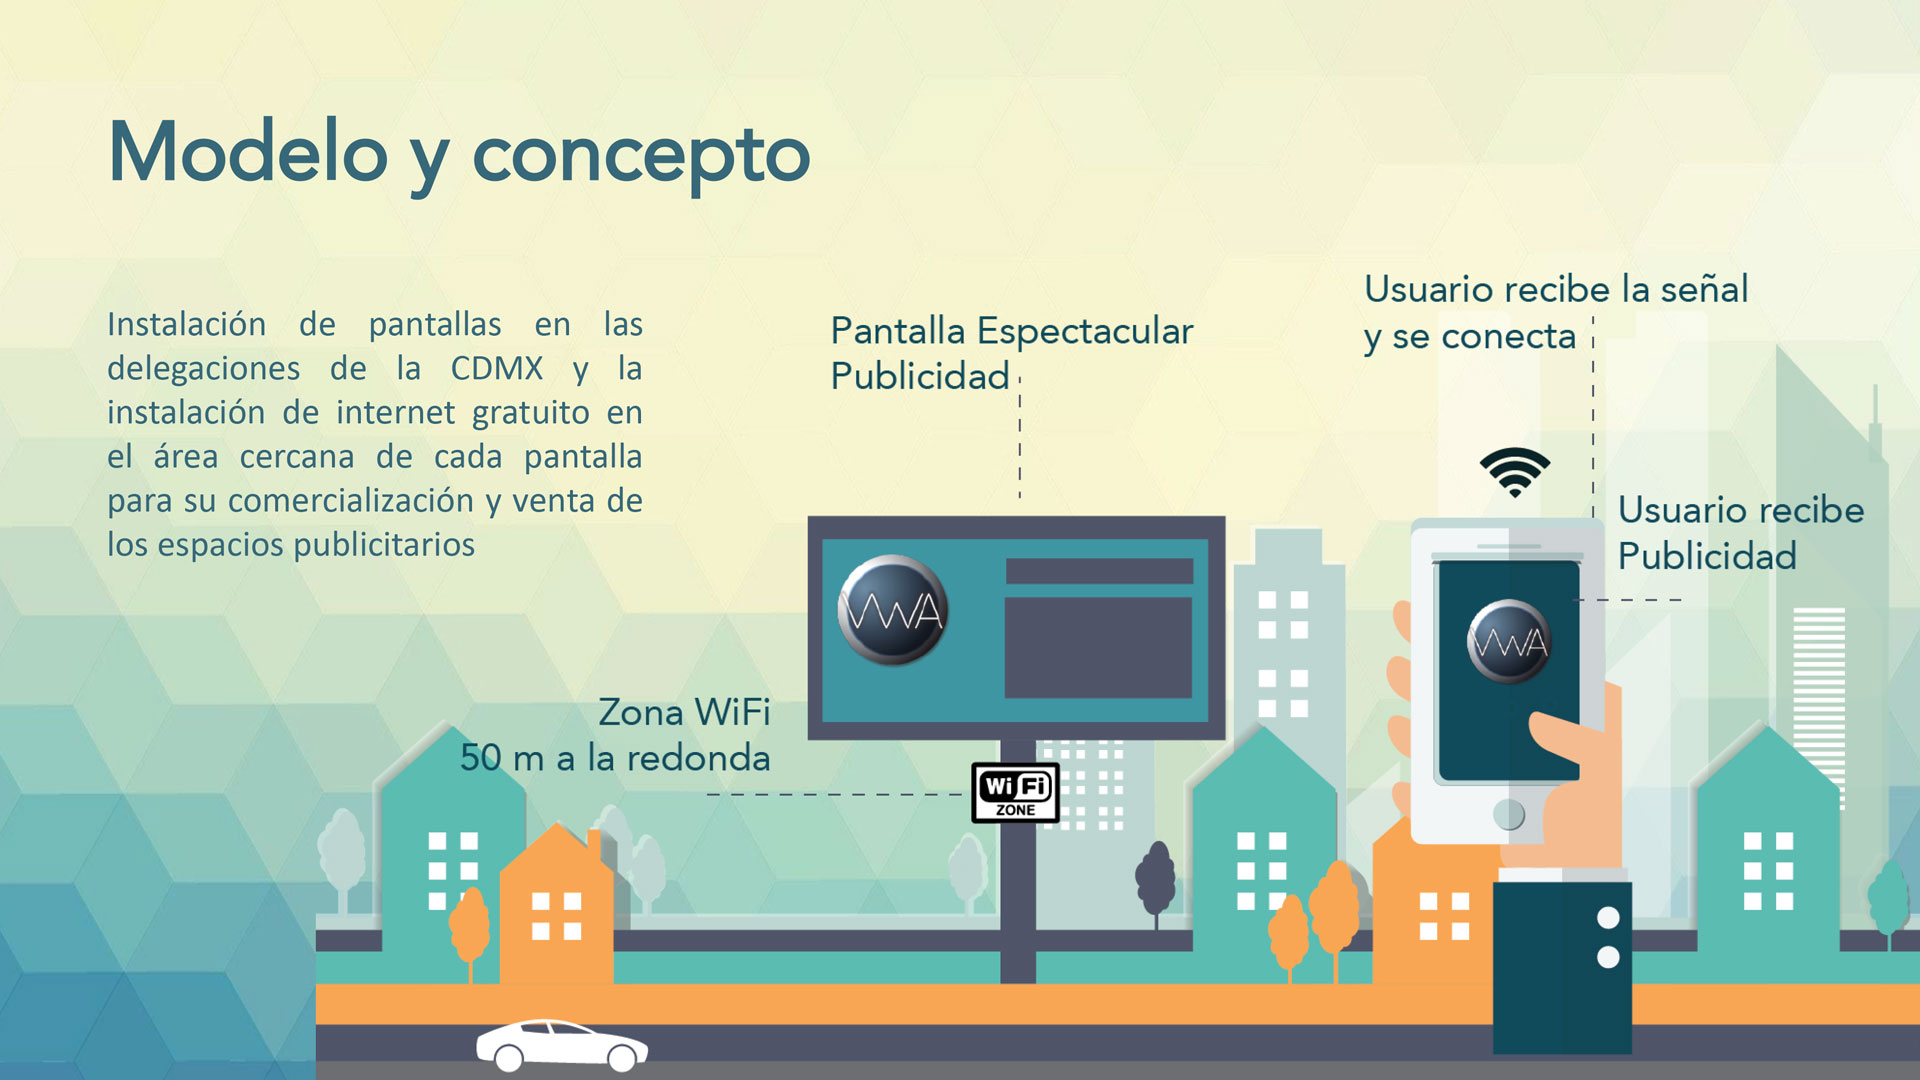 Modelo y concepto
Instalación de pantallas en las
delegaciones de la CDMX y la
instalación de internet gratuito en
el área cercana de cada pantalla
para su comercialización y venta de
los espacios publicitarios
Pantalla Espectacular
Publicidad
Usuario recibe la señal
y se conecta
Usuario recibe
Publicidad
VWA
VWA
Zona WiFi
50 m a la redonda
Wi Fi
ZONE